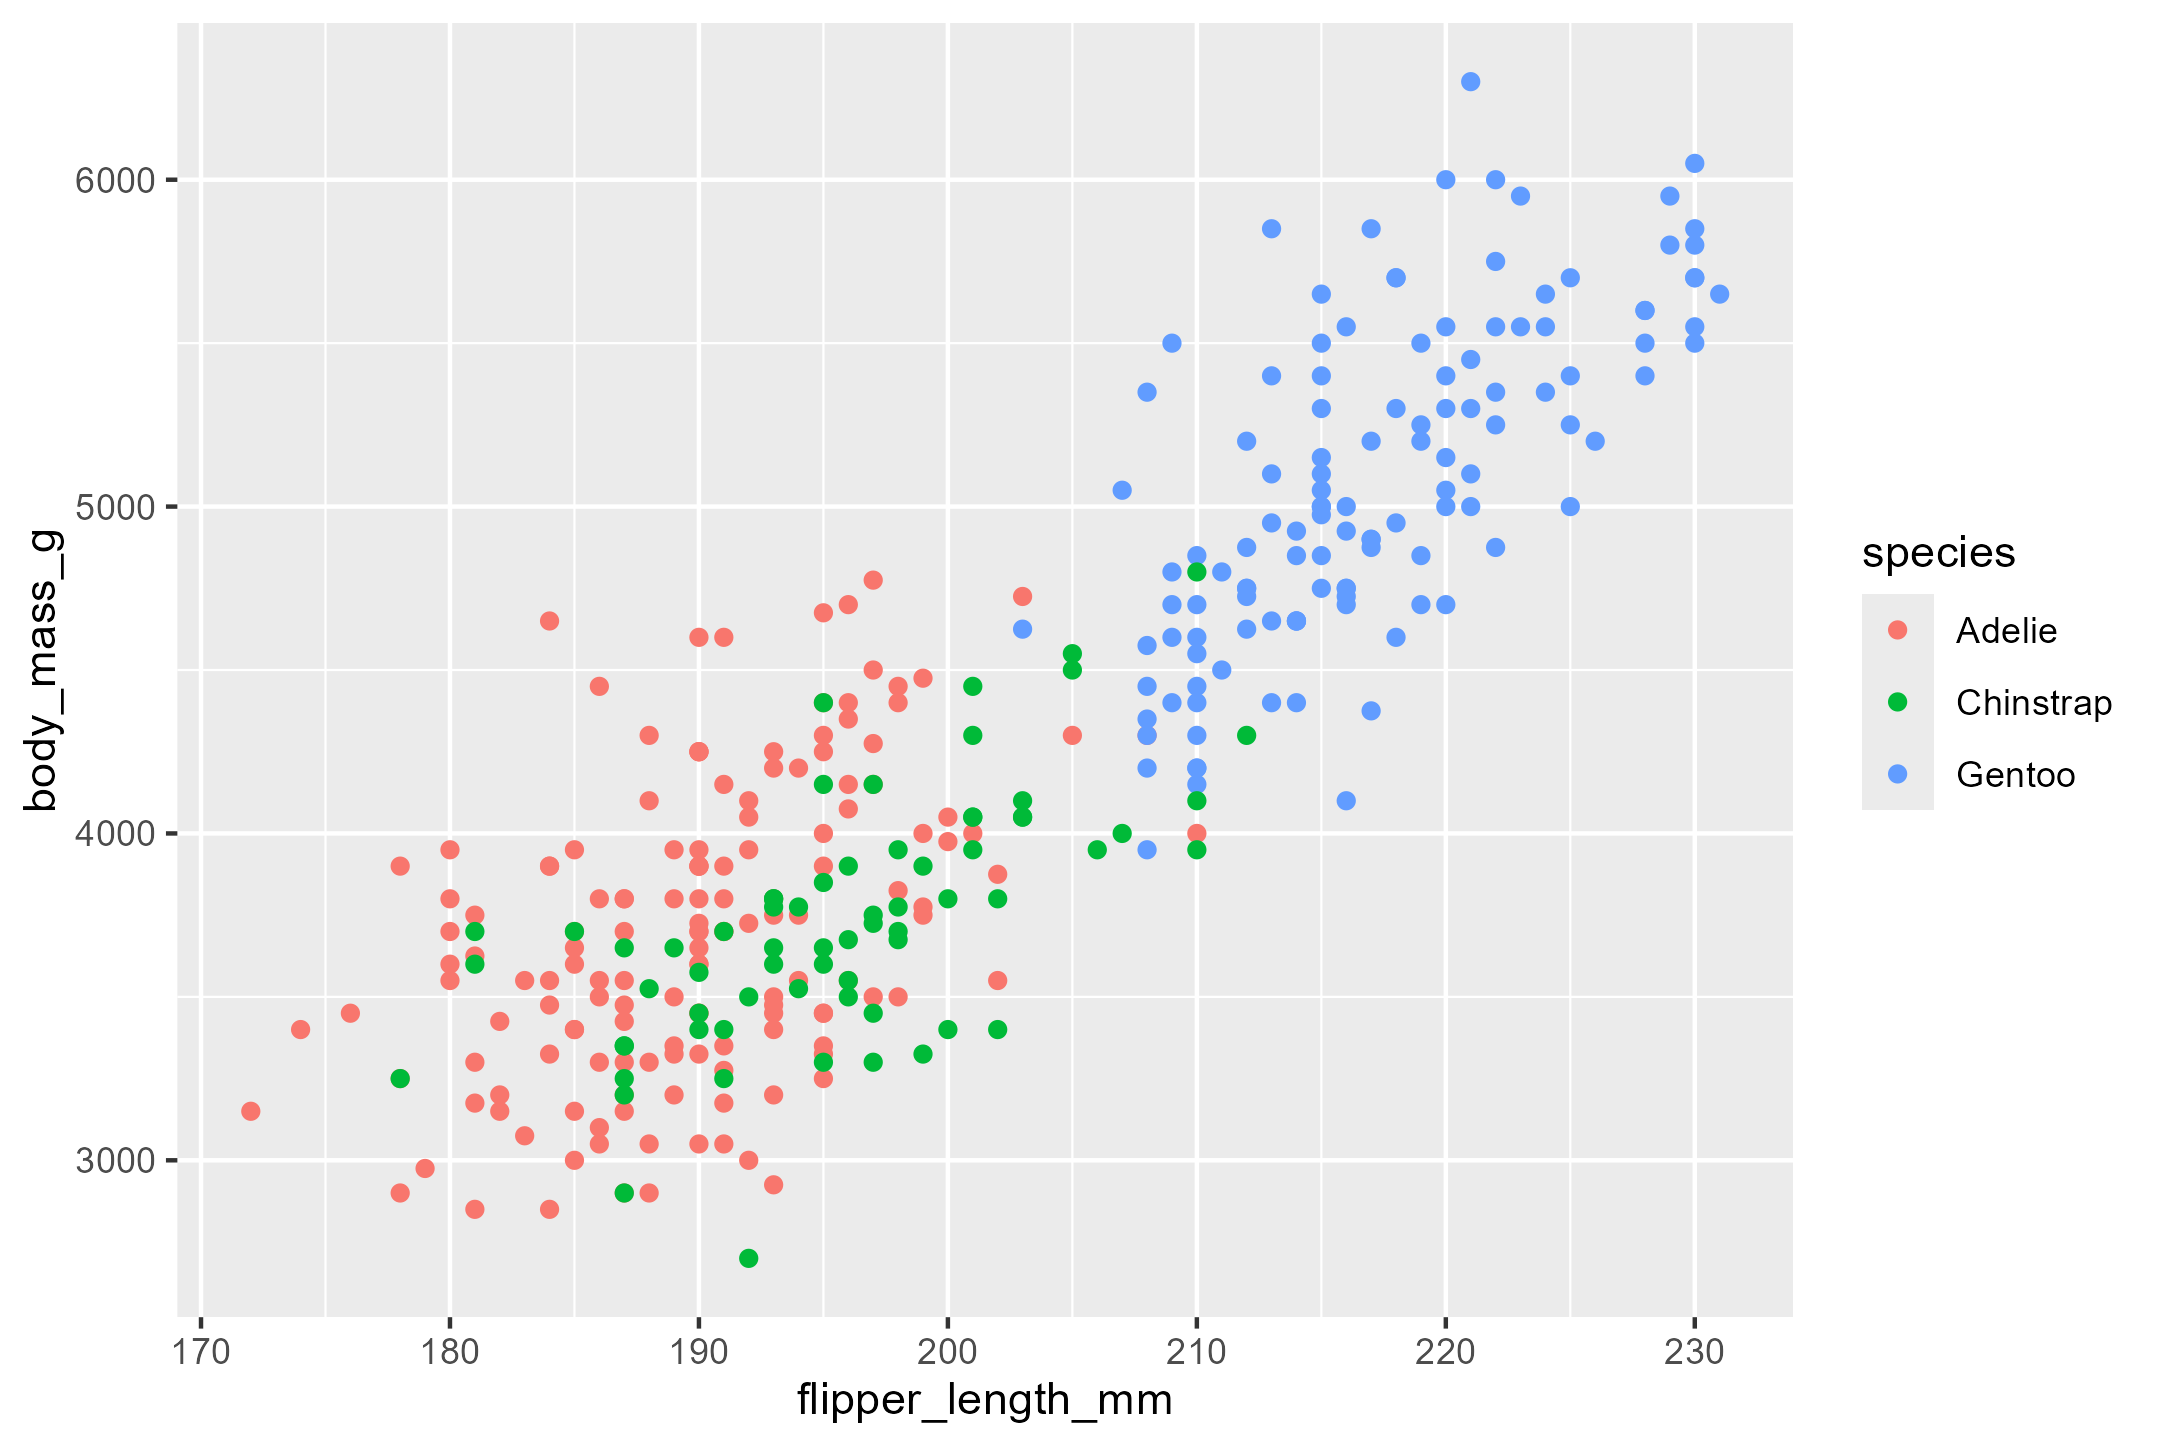 6000
5000
4000
3000
170 180 190 200 210 220 230
flipper_length_mm
body_mass_g
species
Adelie
Chinstrap
Gentoo